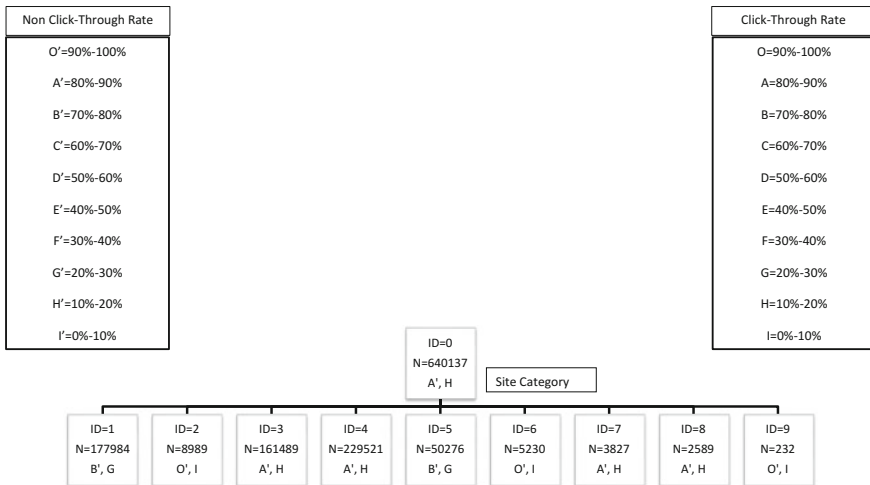 Non Click-Through Rate
O’=90%-100%
A’=80%-90%
B’=70%-80%
C’=60%-70%
D’=50%-60%
E’=40%-50%
F’=30%-40%
G’=20%-30%
H’=10%-20%
I’=0%-10%
Click-Through Rate
O=90%-100%
A=80%-90%
B=70%-80%
C=60%-70%
D=50%-60%
E=40%-50%
F=30%-40%
G=20%-30%
H=10%-20%
I=0%-10%
ID=0
N=640137
A', H
Site Category
ID=1
N=177984
B', G
ID=2
N=8989
O', I
ID=3
N=161489
A', H
ID=4
N=229521
A', H
ID=5
N=50276
B', G
ID=6
N=5230
O', I
ID=7
N=3827
A', H
ID=8
N=2589
A', H
ID=9
N=232
O', I